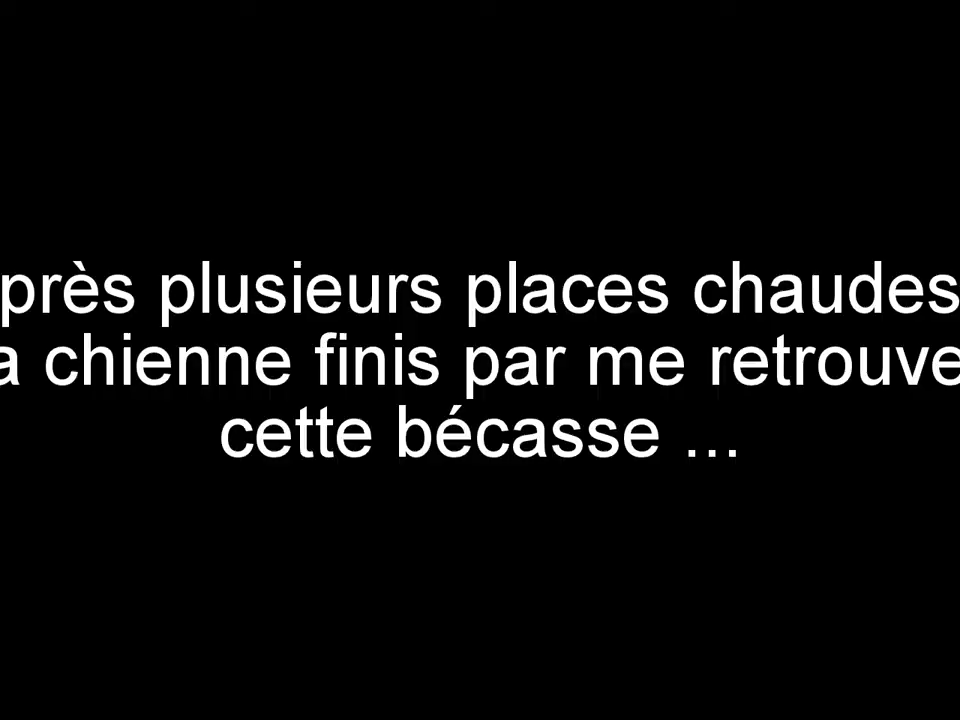 près plusieurs places chaudes
a chienne finis par me retrouve
cette bécasse ...